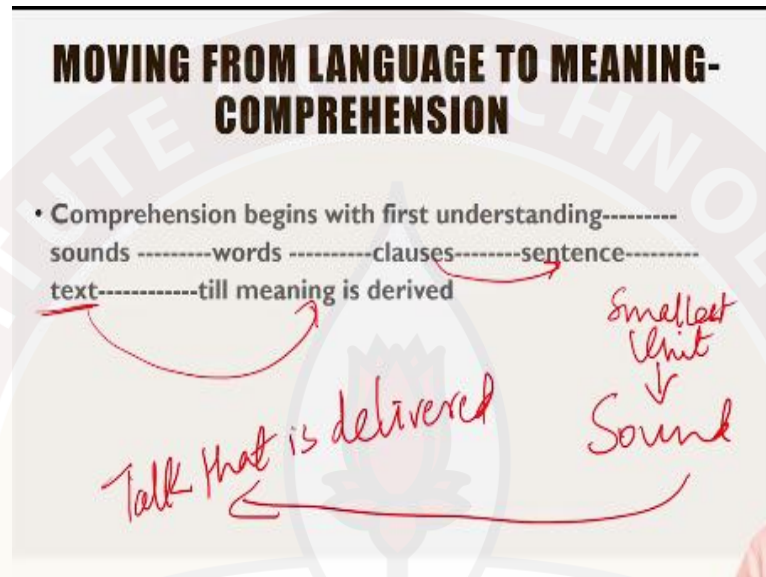 MOVING FROM LANGUAGE TO MEANING-
COMPREHENSION
• Comprehension begins with first understanding---------
sounds ---------words ----------clauses--------sentence---------
text------------till meaning is derived
Smallest
Unit
Sound
Talk that is delivered